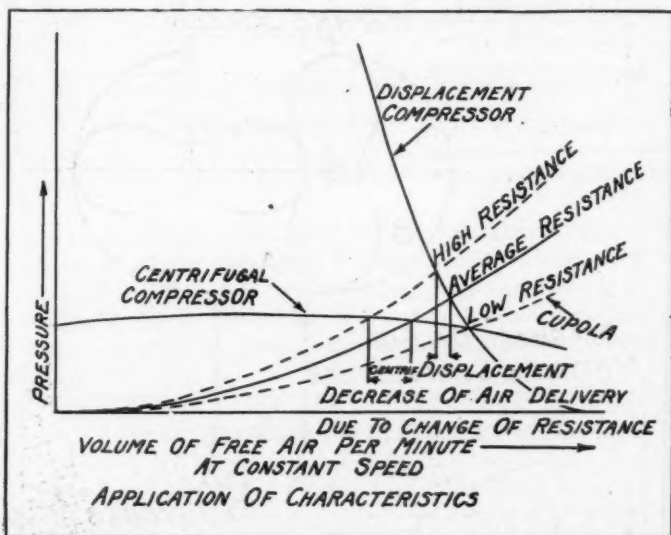 DISPLACEMENT
COMPRESSOR
HIGH RESISTANCE
AVERAGE RESISTANCE
LOW RESISTANCE
CUPOLA
CENTRIFUGAL
COMPRESSOR
PRESSURE
CENTRIF DISPLACEMENT
DECREASE OF AIR DELIVERY
DUE TO CHANGE OF RESISTANCE
VOLUME OF FREE AIR PER MINUTE
AT CONSTANT SPEED
APPLICATION OF CHARACTERISTICS